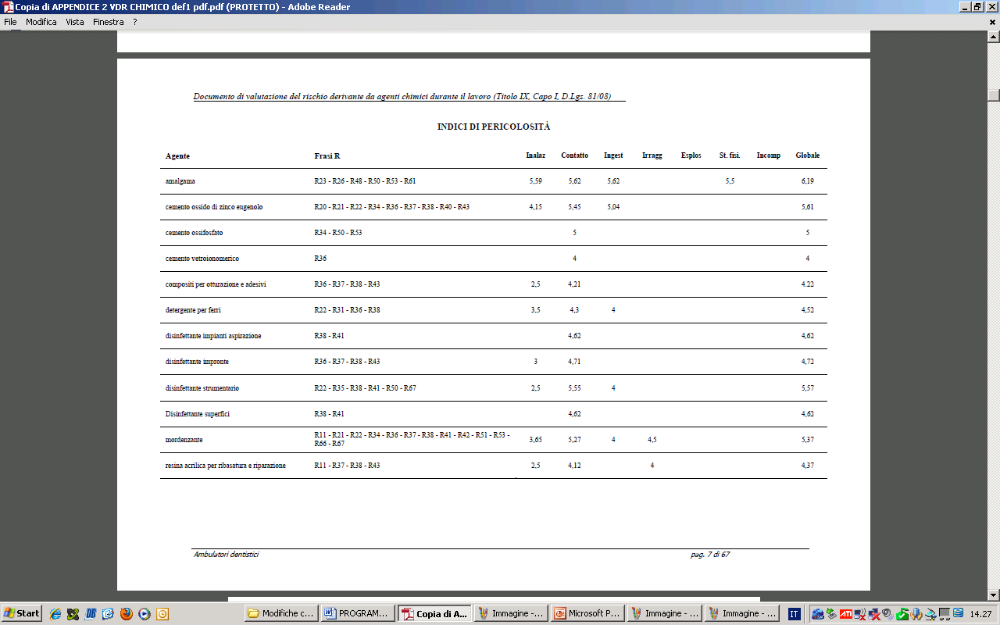 Copia di APPENDICE 2 VDR CHIMICO def1 pdf.pdf (PROTETTO) - Adobe Reader
File Modifica Vista Finestra ?
Documento di valutazione del rischio derivante da agenti chimici durante il lavoro (Titolo IX, Capo I, D.Lgs. 81/08)
INDICI DI PERICOLOSITÀ
Agente Frasi R Inalaz Contatto Ingest Irragg Esplos St. fisi. Incomp Globale
amalgama R23 - R26 - R48 - R50 - R53 - R61 5,59 5,62 5,62 5,5 6,19
cemento ossido di zinco eugenolo R20 - R21 - R22 - R34 - R36 - R37 - R38 - R40 - R43 4,15 5,45 5,04 5,61
cemento ossifosfato R34 - R50 - R53 5 5
cemento vetroionomerico R36 4 4
compositi per otturazione e adesivi R36 - R37 - R38 - R43 2,5 4,21 4.22
detergente per ferri R22 - R31 - R36 - R38 3,5 4,3 4 4,52
disinfettante impianti aspirazione R38 - R41 4,62 4,62
disinfettante impronte R36 - R37 - R38 - R43 3 4,71 4,72
disinfettante strumentario R22 - R35 - R38 - R41 - R50 - R67 2,5 5,55 4 5,57
Disinfettante superfici R38 - R41 4,62 4,62
mordenzante R11 - R21 - R22 - R34 - R36 - R37 - R38 - R41 - R42 - R51 - R53 - 3,65 5,27 4 4,5 5,37
R66 - R67
resina acrilica per ribasatura e riparazione R11 - R37 - R38 - R43 2,5 4,12 4 4,37
Ambulatori dentistici pag. 7 di 67
Start Modifiche c... PROGRAM... Copia di A... Immagine -... Microsoft P... Immagine - ... Immagine - ... IT ATI 14.27